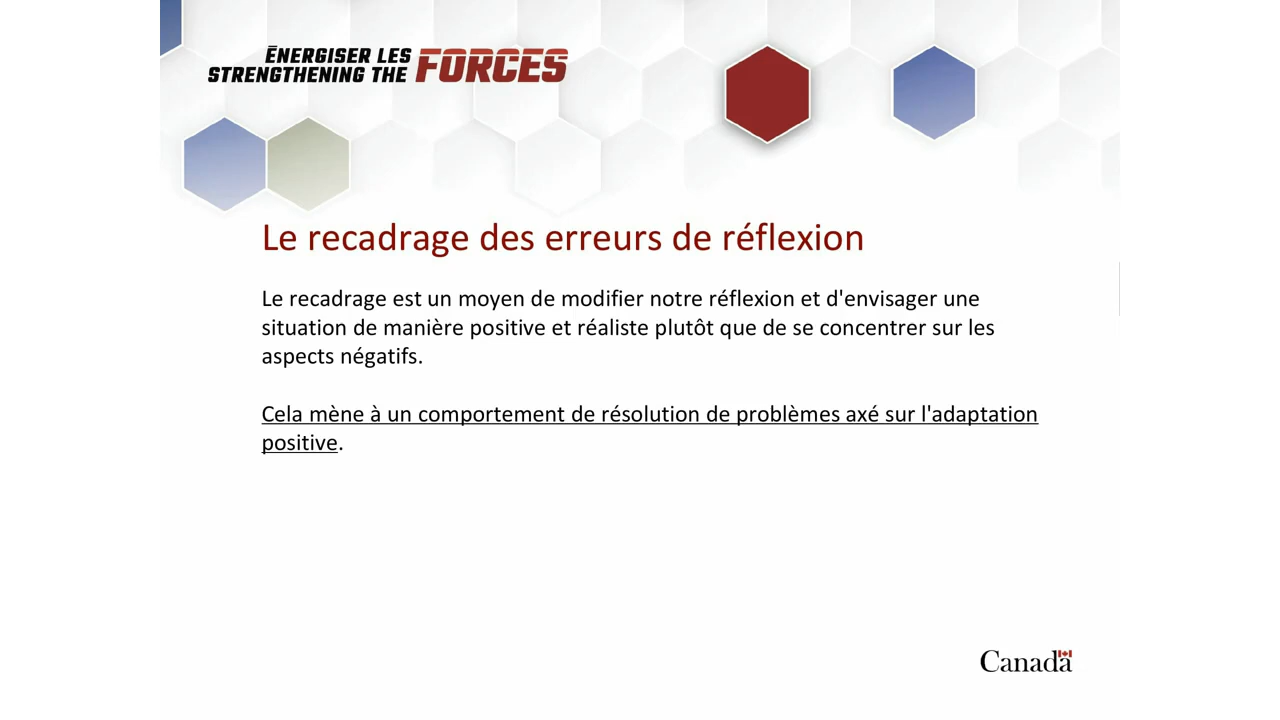 ÉNERGISER LES
STRENGTHENING THE FORCES
Le recadrage des erreurs de réflexion
Le recadrage est un moyen de modifier notre réflexion et d'envisager une
situation de manière positive et réaliste plutôt que de se concentrer sur les
aspects négatifs.
Cela mène à un comportement de résolution de problèmes axé sur l'adaptation
positive.
Canada